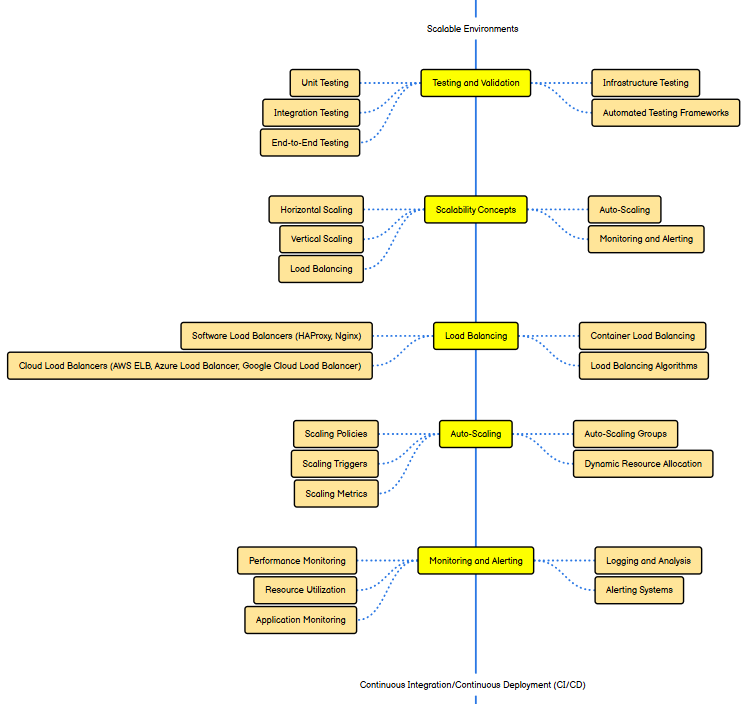 Scalable Environments
Unit Testing
Testing and Validation
Infrastructure Testing
Integration Testing
Automated Testing Frameworks
End-to-End Testing
Horizontal Scaling
Scalability Concepts
Auto-Scaling
Vertical Scaling
Monitoring and Alerting
Load Balancing
Software Load Balancers (HAProxy, Nginx)
Load Balancing
Container Load Balancing
Cloud Load Balancers (AWS ELB, Azure Load Balancer, Google Cloud Load Balancer)
Load Balancing Algorithms
Scaling Policies
Auto-Scaling
Auto-Scaling Groups
Scaling Triggers
Dynamic Resource Allocation
Scaling Metrics
Performance Monitoring
Monitoring and Alerting
Logging and Analysis
Resource Utilization
Alerting Systems
Application Monitoring
Continuous Integration/Continuous Deployment (CI/CD)